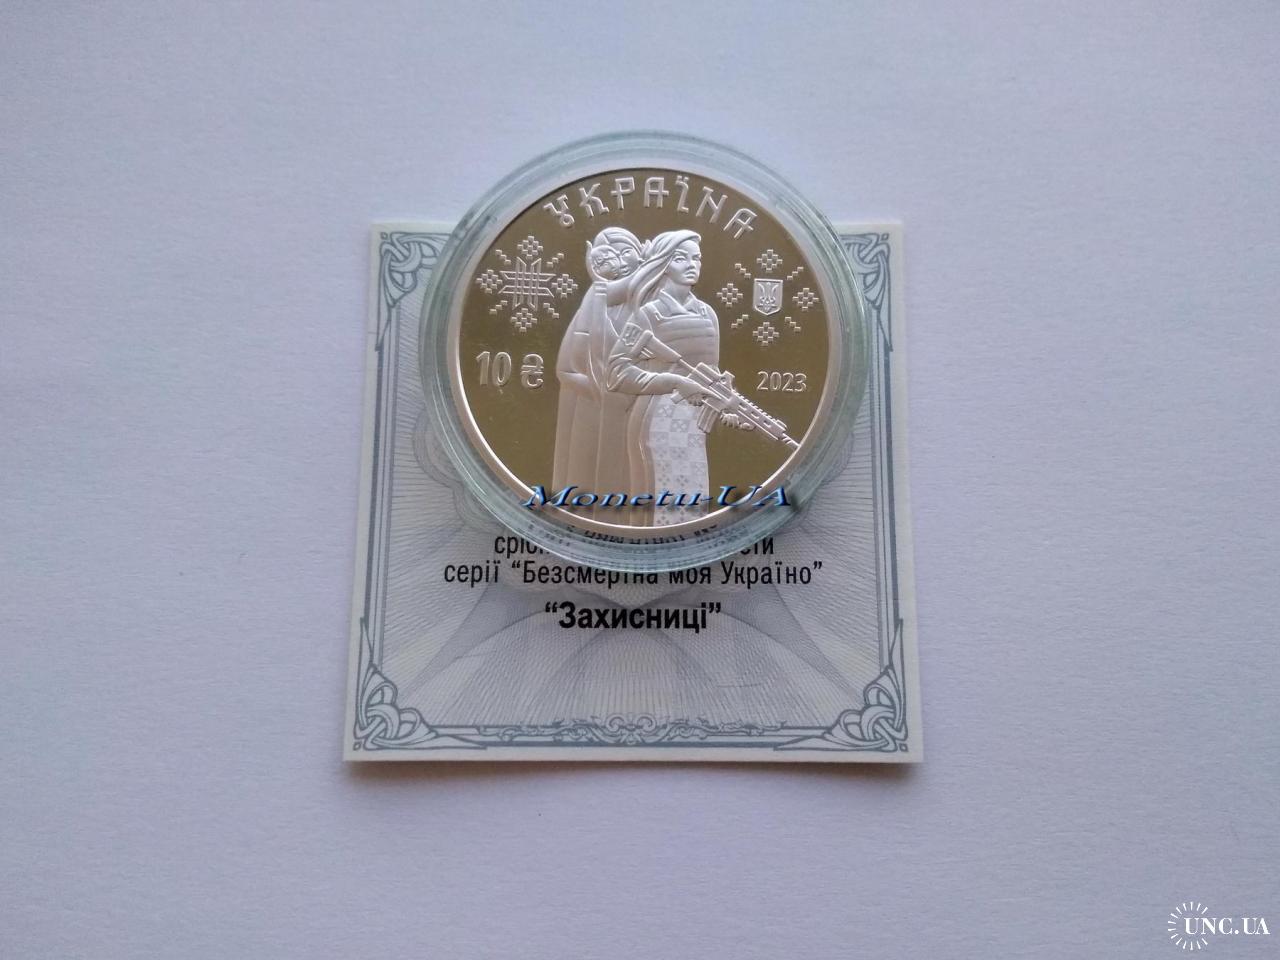 УКРАЇНА
10 ₴
2023
Monetu-UA
серії “Безсмертна моя Україно”
“Захисниці”
UNC.UA